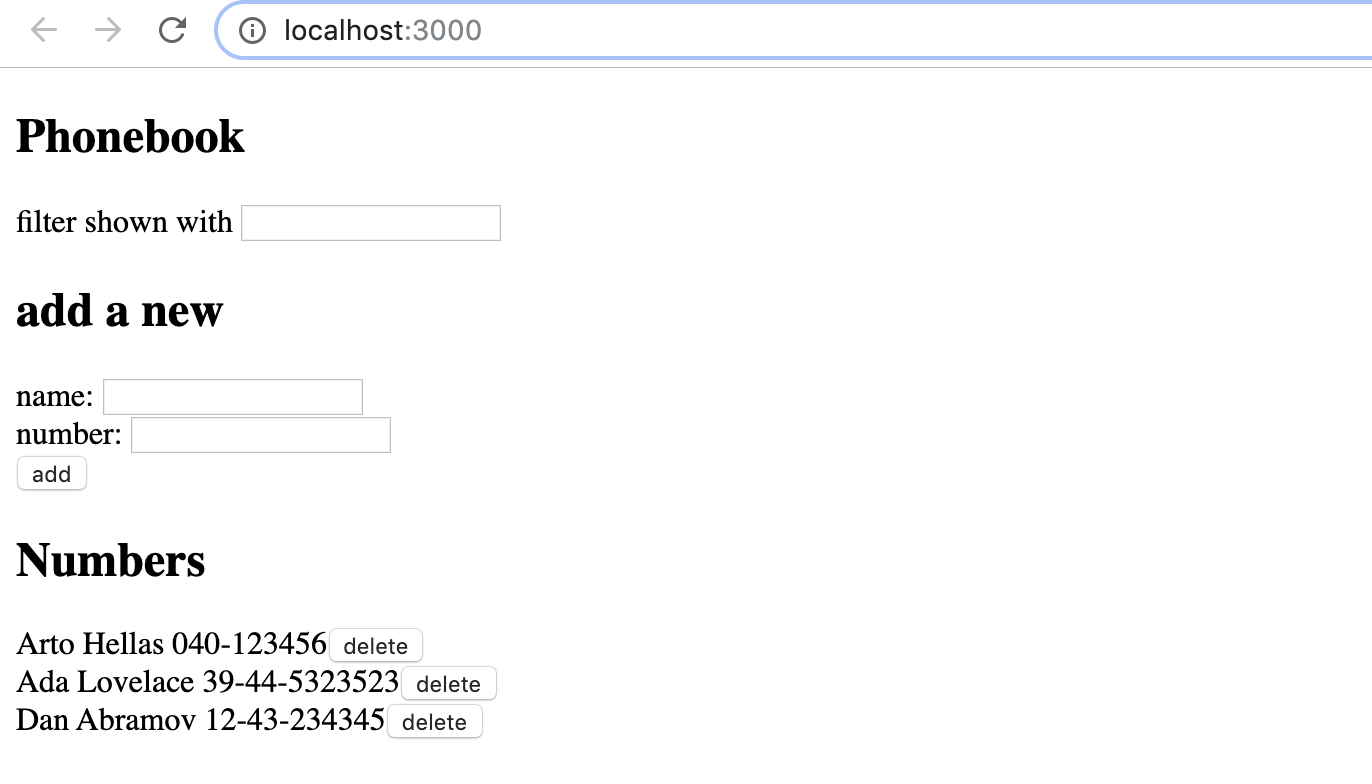 localhost:3000
Phonebook
filter shown with
add a new
name:
number:
add
Numbers
Arto Hellas 040-123456 delete
Ada Lovelace 39-44-5323523 delete
Dan Abramov 12-43-234345 delete